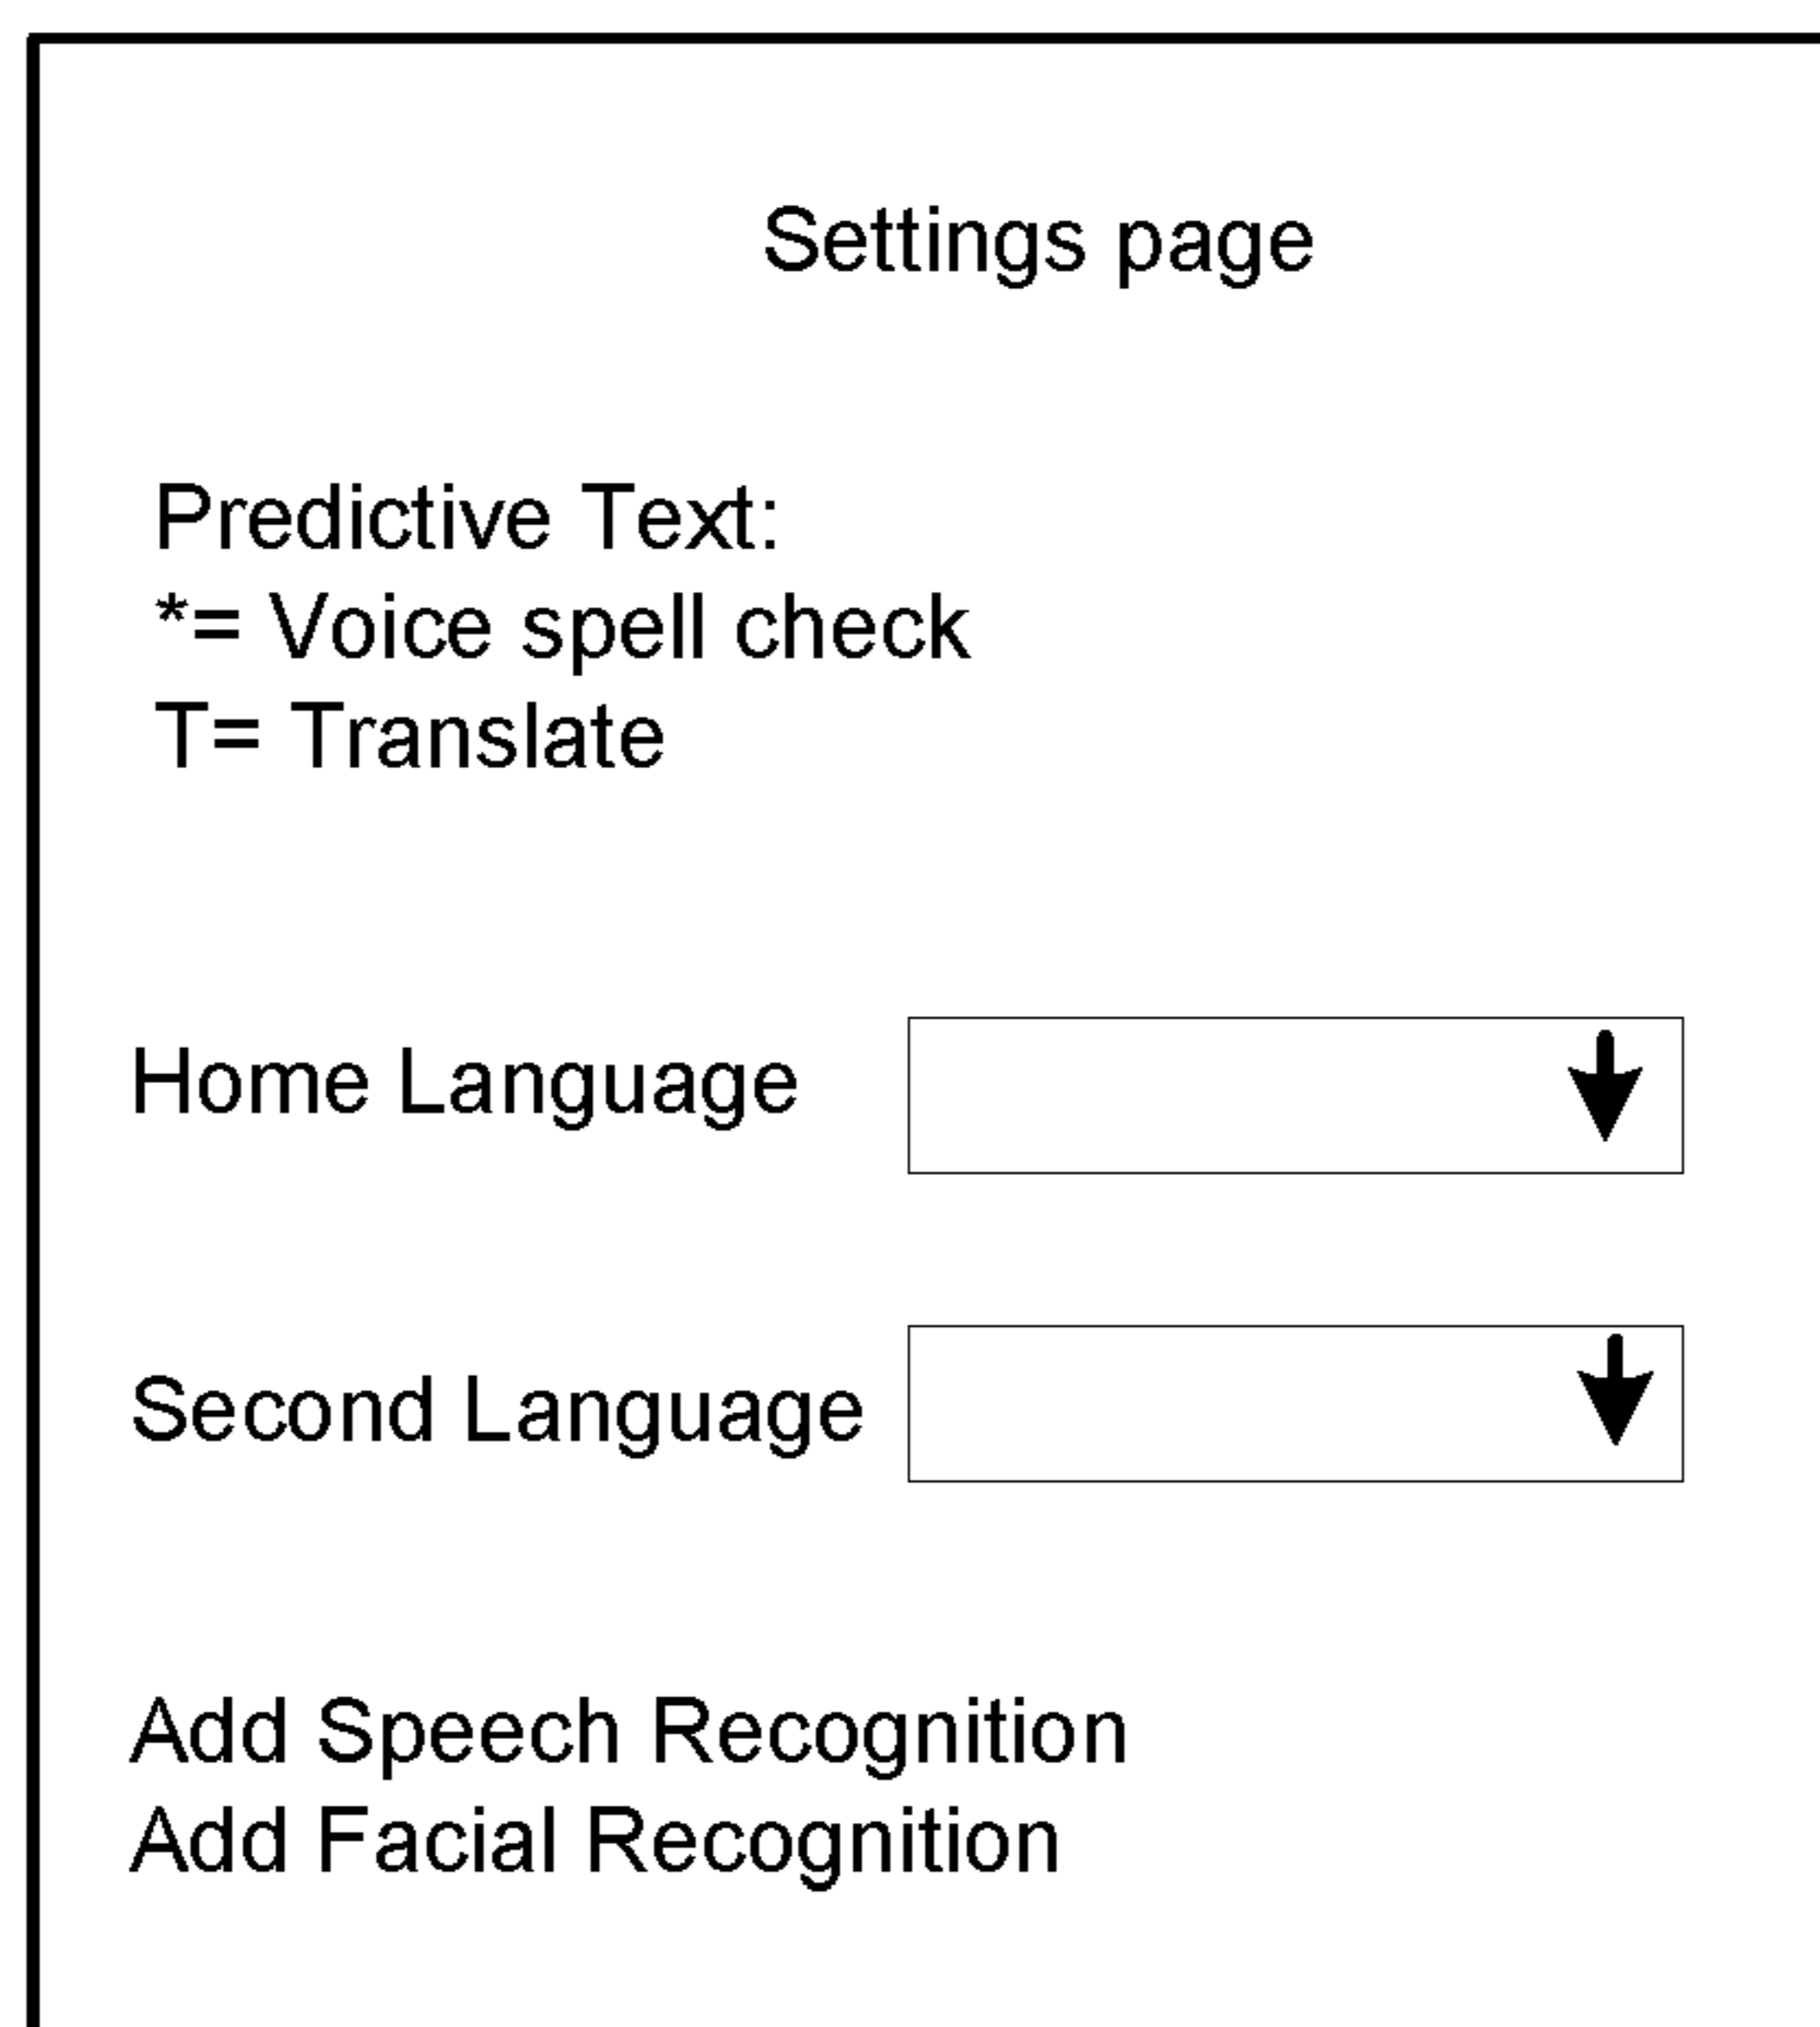 Settings page
Predictive Text:
*= Voice spell check
T= Translate
Home Language
Second Language
Add Speech Recognition
Add Facial Recognition